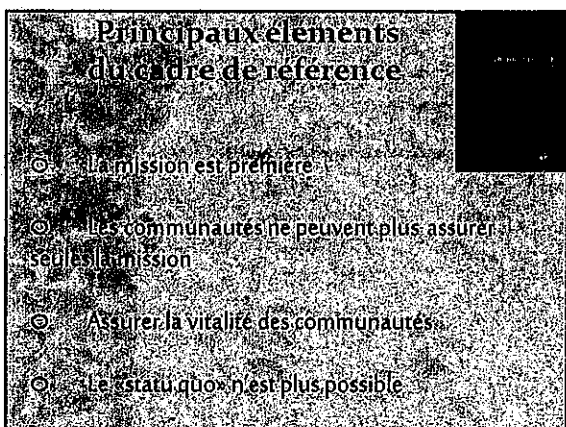 Principaux éléments
du cadre de référence
⊙ La mission est première
⊙ Les communautés ne peuvent plus assurer
seules la mission
⊙ Assurer la vitalité des communautés
⊙ Le «statu quo» n'est plus possible